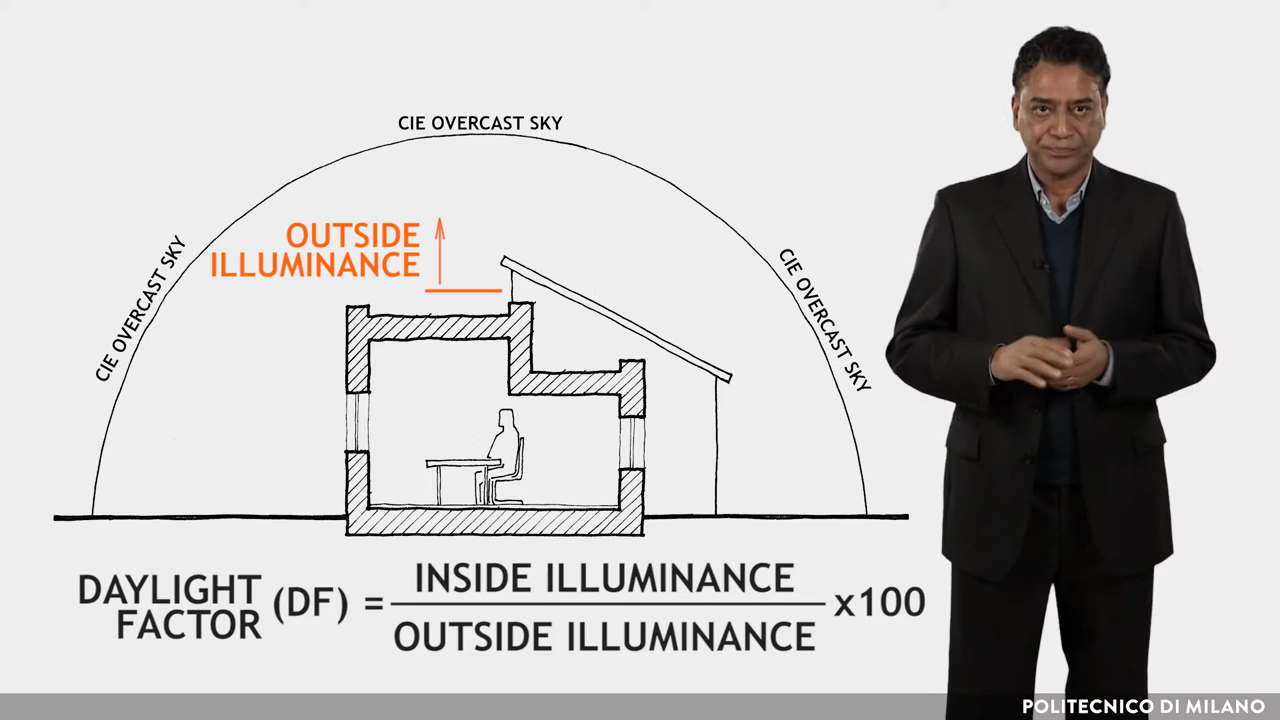 CIE OVERCAST SKY
CIE OVERCAST SKY
CIE OVERCAST SKY
OUTSIDE
ILLUMINANCE
DAYLIGHT
FACTOR
(DF) =
INSIDE ILLUMINANCE
OUTSIDE ILLUMINANCE
x100
POLITECNICO DI MILANO